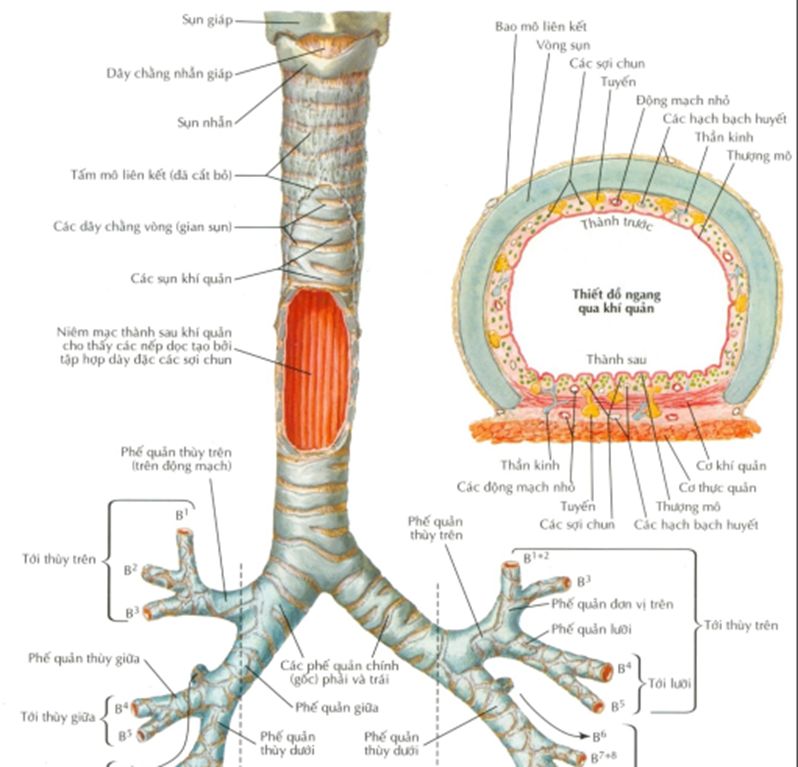 Sụn giáp
Dây chằng nhẫn giáp
Sụn nhẫn
Tấm mô liên kết (đã cắt bỏ)
Các dây chằng vòng (gian sụn)
Các sụn khí quản
Niêm mạc thành sau khí quản
cho thấy các nếp dọc tạo bởi
tập hợp dày đặc các sợi chun
Bao mô liên kết
Vòng sụn
Các sợi chun
Tuyến
Động mạch nhỏ
Các hạch bạch huyết
Thần kinh
Thượng mô
Thành trước
Thiết đồ ngang
qua khí quản
Thành sau
Thần kinh
Các động mạch nhỏ
Tuyến
Các sợi chun
Cơ khí quản
Cơ thực quản
Thượng mô
Các hạch bạch huyết
Phế quản thùy trên
(trên động mạch)
B1
Tới thùy trên
B2
B3
Phế quản thùy giữa
Tới thùy giữa
B4
B5
Các phế quản chính
(gốc) phải và trái
Phế quản giữa
Phế quản
thùy dưới
Phế quản
thùy trên
B1+2
B3
Phế quản đơn vị trên
Phế quản lưỡi
Tới thùy trên
B4
Tới lưỡi
B5
Phế quản
thùy dưới
B6
B7+8